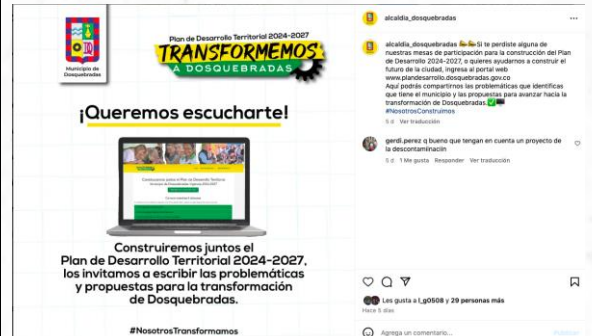 Municipio de
Dosquebradas
Plan de Desarrollo Territorial 2024-2027
TRANSFORMEMOS
A DOSQUEBRADAS
¡Queremos escucharte!
Construiremos juntos el
Plan de Desarrollo Territorial 2024-2027,
los invitamos a escribir las problemáticas
y propuestas para la transformación
de Dosquebradas.
#NosotrosTransformamos
alcaldia_dosquebradas
alcaldia_dosquebradas Si te perdiste alguna de
nuestras mesas de participación para la construcción del Plan
de Desarrollo 2024-2027, o quieres ayudarnos a construir el
futuro de la ciudad, ingresa al portal web
www.plandesarrollo.dosquebradas.gov.co
Aquí podrás compartirnos las problemáticas que identificas
que tiene el municipio y las propuestas para avanzar hacia la
transformación de Dosquebradas.
#NosotrosConstruimos
5 d Ver traducción
gerdi.perez q bueno que tengan en cuenta un proyecto de
la descontamiinaciin
5 d 1 Me gusta Responder Ver traducción
Les gusta a l_g0508 y 29 personas más
Hace 5 días
Agrega un comentario...